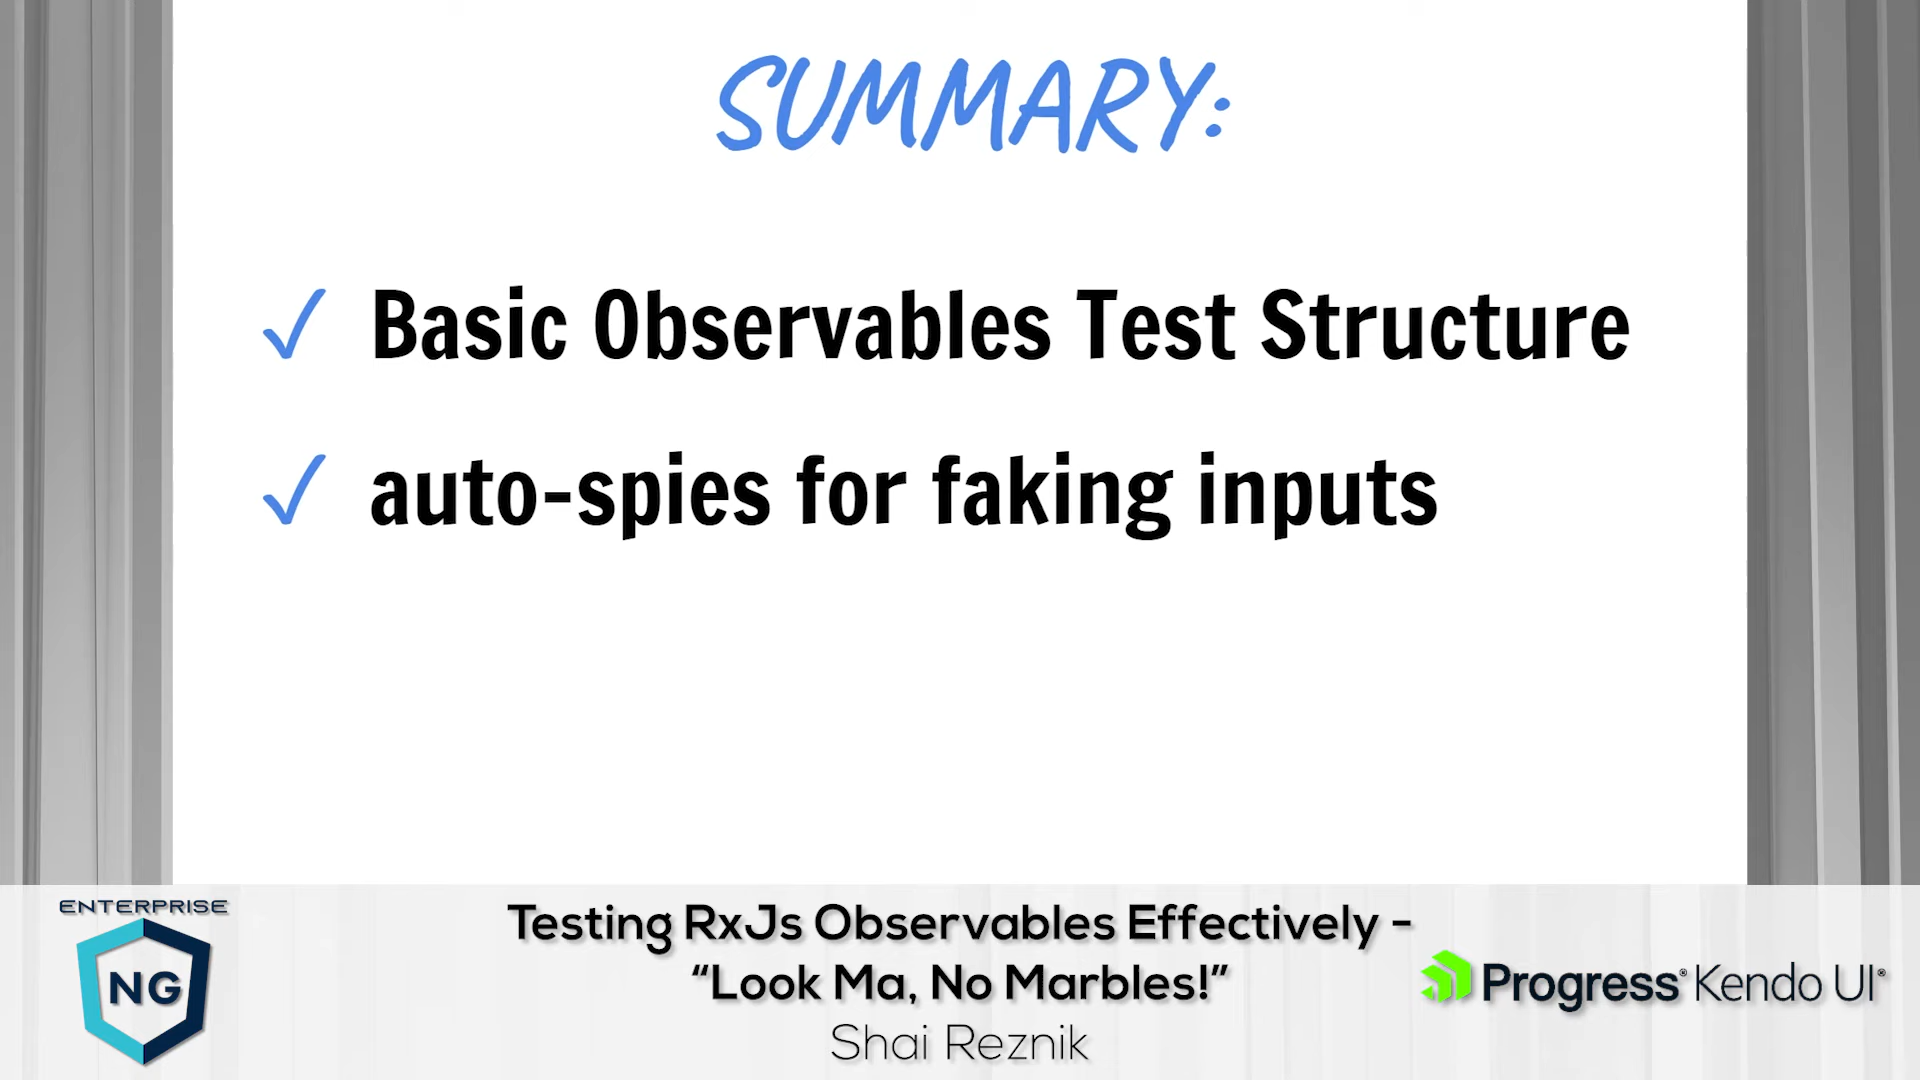 SUMMARY:
✓ Basic Observables Test Structure
✓ auto-spies for faking inputs
ENTERPRISE
NG
Testing RxJs Observables Effectively -
“Look Ma, No Marbles!”
Shai Reznik
Progress® Kendo UI®